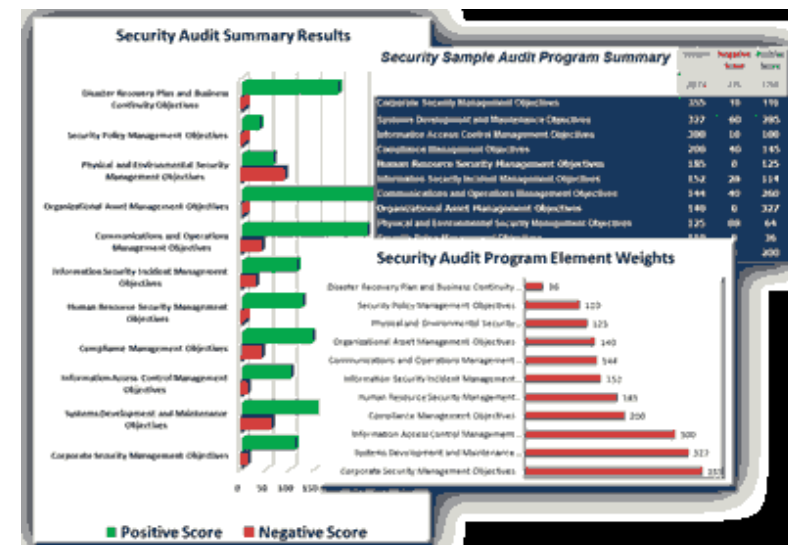 Security Audit Summary Results
Disaster Recovery Plan and Business
Continuity Objectives
Security Policy Management Objectives
Physical and Environmental Security
Management Objectives
Organizational Asset Management Objectives
Communications and Operations
Management Objectives
Information Security Incident Management
Objectives
Human Resource Security Management
Objectives
Compliance Management Objectives
Information Access Control Management
Objectives
Systems Development and Maintenance
Objectives
Corporate Security Management Objectives
0 50 100 150
Positive Score Negative Score
Security Sample Audit Program Summary
Negative Score
Positive Score
Corporate Security Management Objectives 355 10
Systems Development and Maintenance Objectives 327 60
Information Access Control Management Objectives 300 10 100
Compliance Management Objectives 200 40 145
Human Resource Security Management Objectives 185 0 125
Information Security Incident Management Objectives 152 28 114
Communications and Operations Management Objectives 144 40 260
Organizational Asset Management Objectives 140 0 327
Physical and Environmental Security Management Objectives 125 64
36
200
Security Audit Program Element Weights
Disaster Recovery Plan and Business Continuity ... 36
Security Policy Management Objectives
Physical and Environmental Security ... 125
Organizational Asset Management Objectives 140
Communications and Operations Management ... 144
Information Security Incident Management ... 152
Human Resource Security Management ... 185
Compliance Management Objectives 200
Information Access Control Management ... 300
Systems Development and Maintenance ... 327
Corporate Security Management Objectives 355